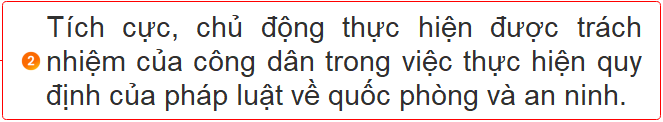 Tích cực, chủ động thực hiện được trách
2 nhiệm của công dân trong việc thực hiện quy
định của pháp luật về quốc phòng và an ninh.